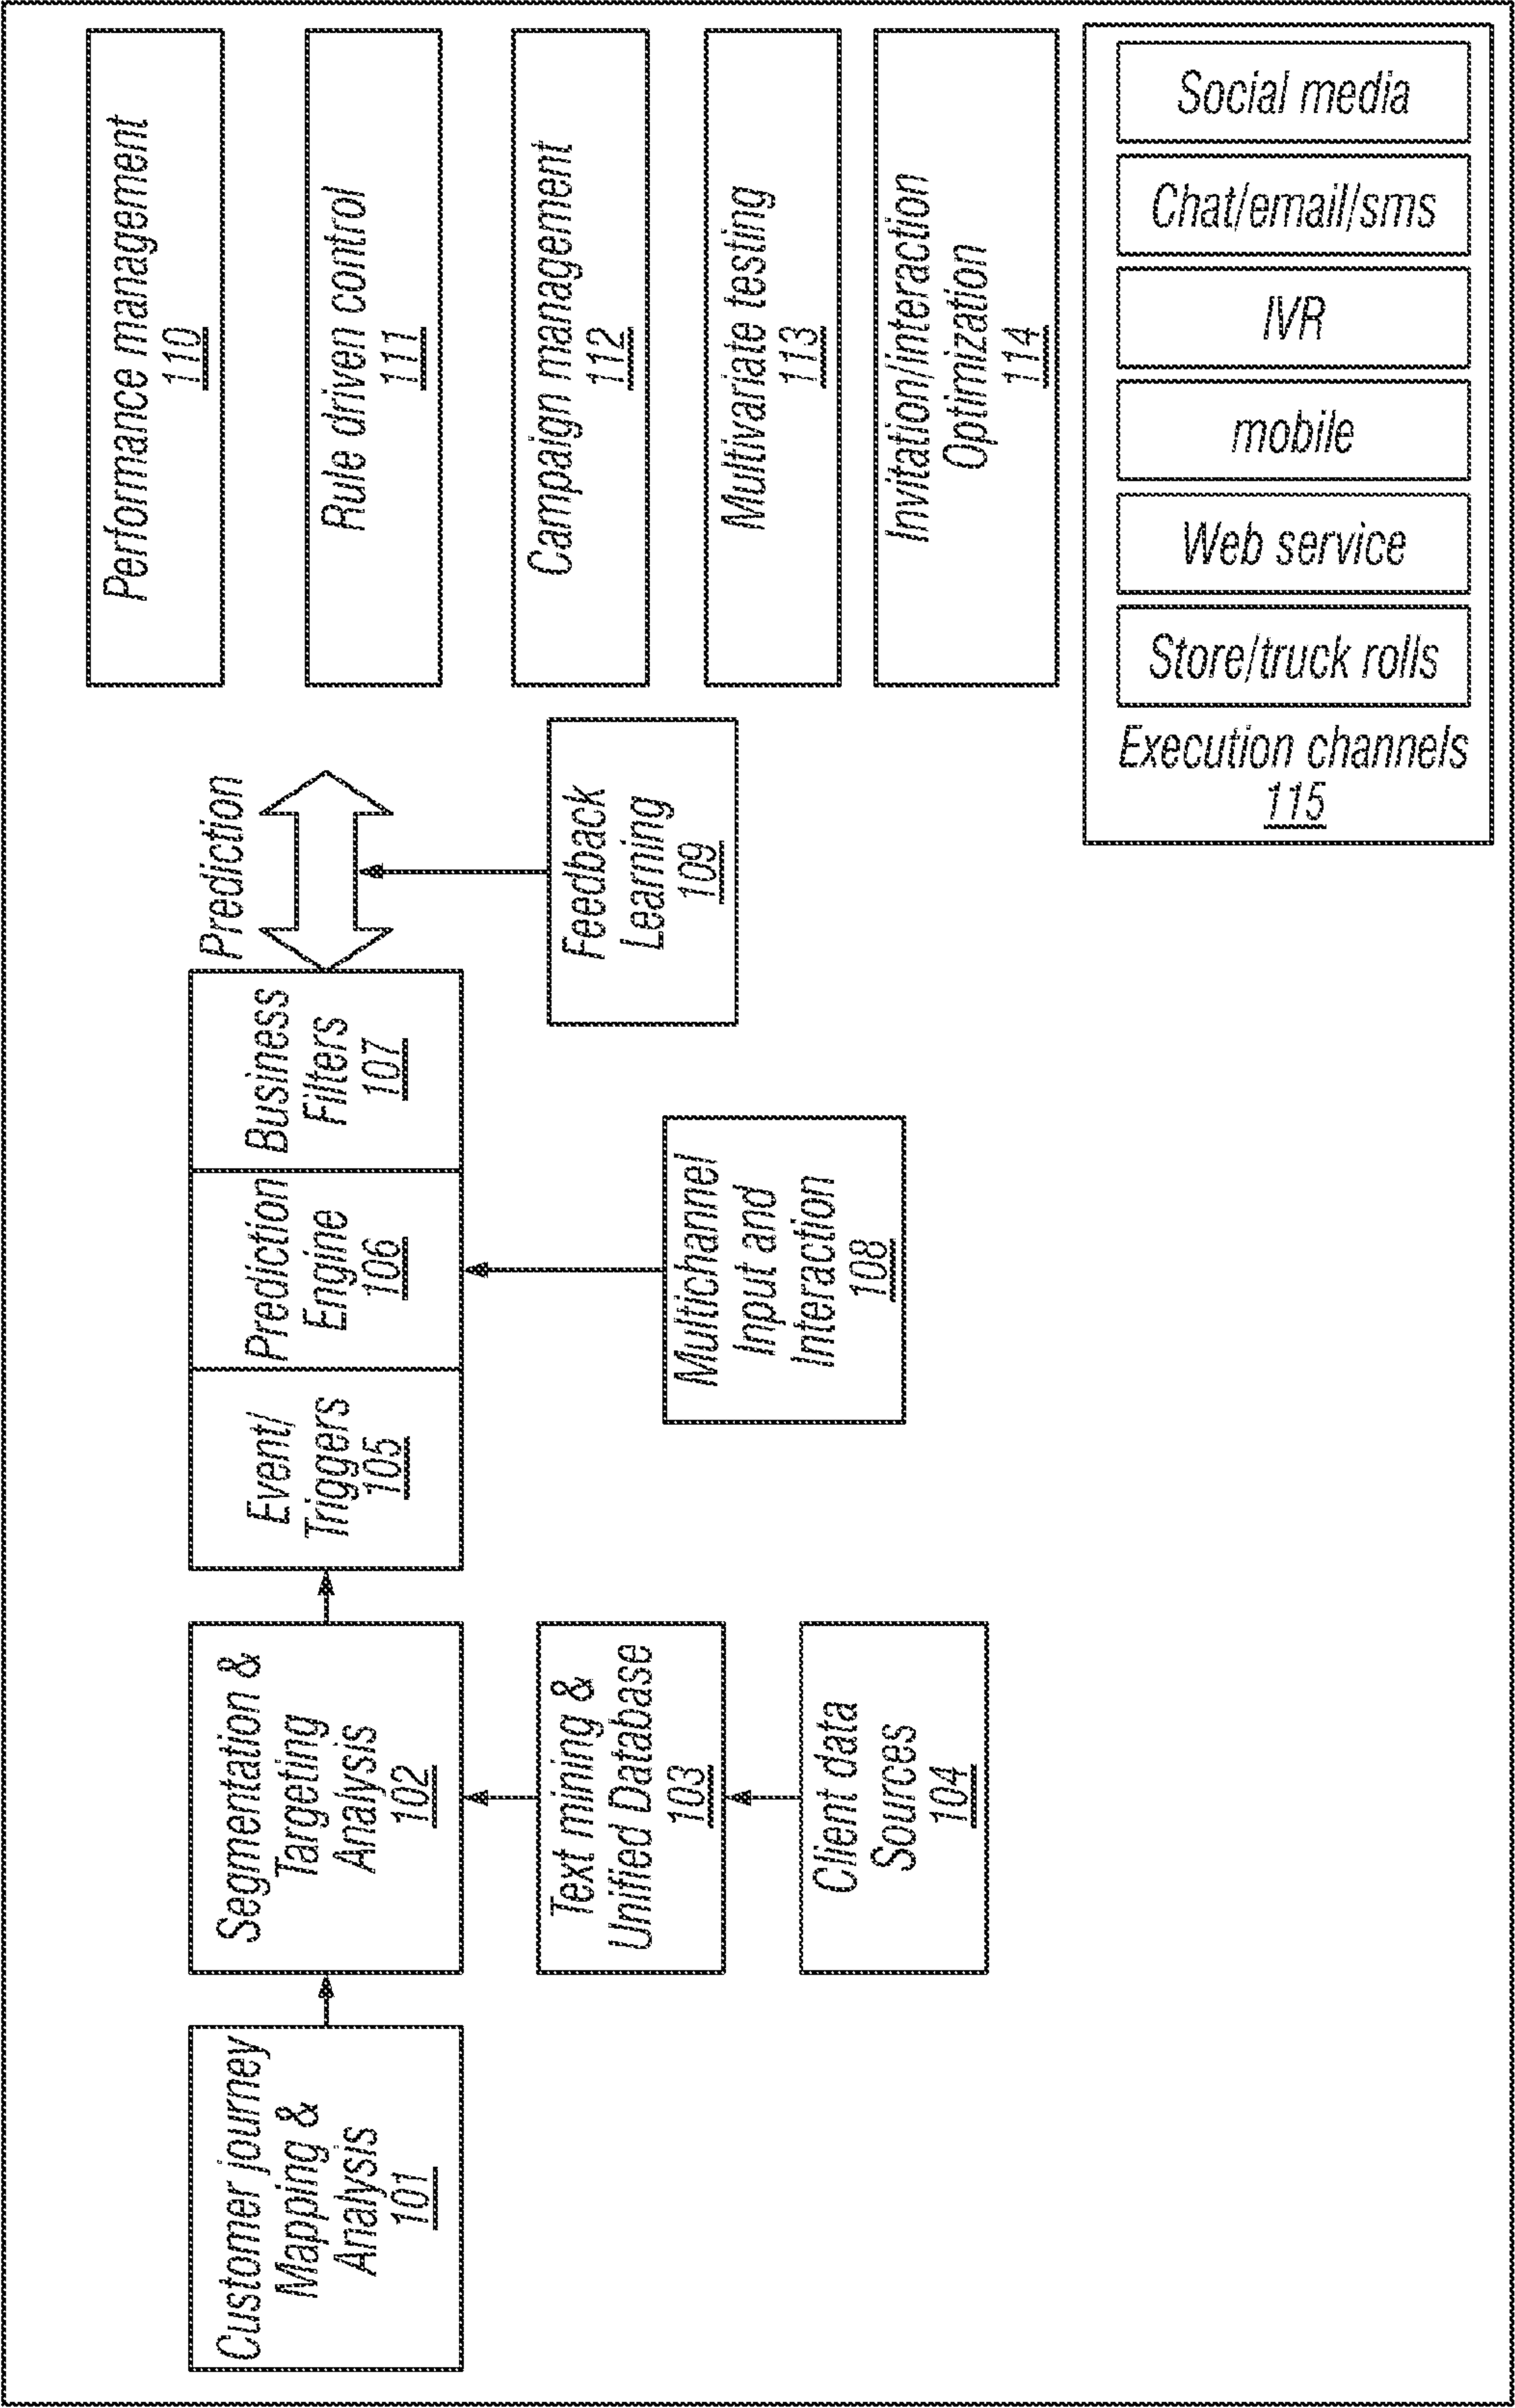 Customer journey
Mapping &
Analysis
101
Segmentation &
Targeting
Analysis
102
Text mining &
Unified Database
103
Client data
Sources
104
Event/
Triggers
105
Prediction
Engine
106
Business
Filters
107
Multichannel
Input and
Interaction
108
Prediction
Feedback
Learning
109
Performance management
110
Rule driven control
111
Campaign management
112
Multivariate testing
113
Invitation/interaction
Optimization
114
Social media
Chat/email/sms
IVR
mobile
Web service
Store/truck rolls
Execution channels
115